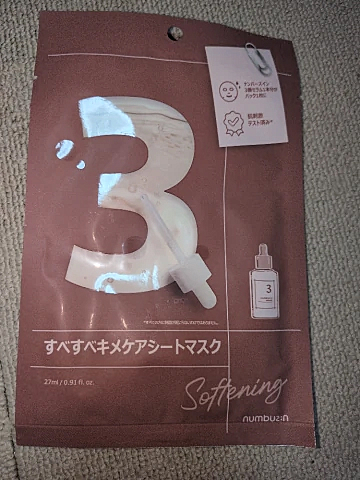 ナンバーズイン
3番セラム1本分が
パック1枚に
低刺激
テスト済み*
3
3
すべすべキメケアシートマスク
27ml / 0.91 fl. oz.
Softening
numbuz:n